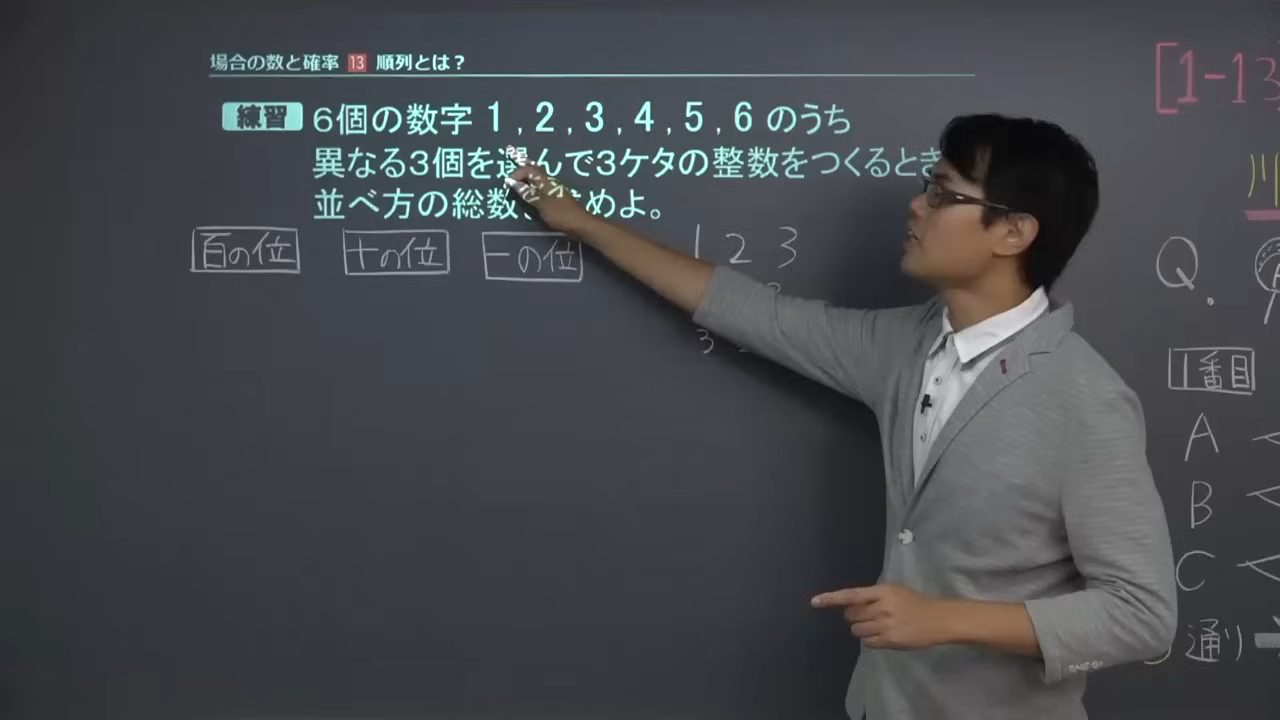 場合の数と確率 13 順列とは？
練習 6個の数字 1 , 2 , 3 , 4 , 5 , 6 のうち
異なる3個を選んで3ケタの整数をつくるとき
並べ方の総数 めよ。
百の位 十の位 一の位
1 2 3
3
[1-13
Q.
1番目
A
B
C
通り